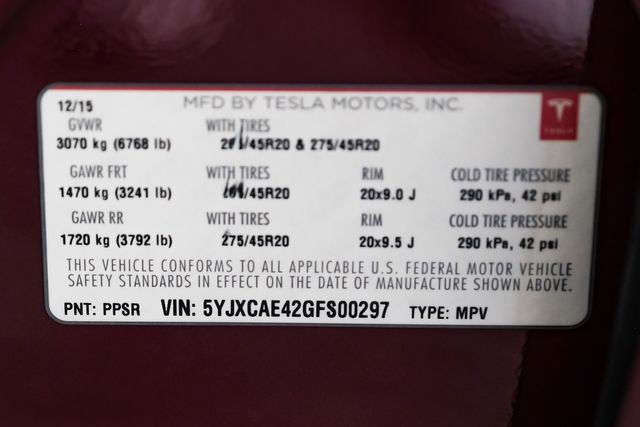 12/15 MFD BY TESLA MOTORS, INC.
TESLA
GVWR WITH TIRES
3070 kg (6768 lb) /45R20 & 275/45R20
GAWR FRT WITH TIRES RIM COLD TIRE PRESSURE
1470 kg (3241 lb) /45R20 20x9.0 J 290 kPa, 42 psi
GAWR RR WITH TIRES RIM COLD TIRE PRESSURE
1720 kg (3792 lb) 275/45R20 20x9.5 J 290 kPa, 42 psi
THIS VEHICLE CONFORMS TO ALL APPLICABLE U.S. FEDERAL MOTOR VEHICLE
SAFETY STANDARDS IN EFFECT ON THE DATE OF MANUFACTURE SHOWN ABOVE.
PNT: PPSR VIN: 5YJXCAE42GFS00297 TYPE: MPV